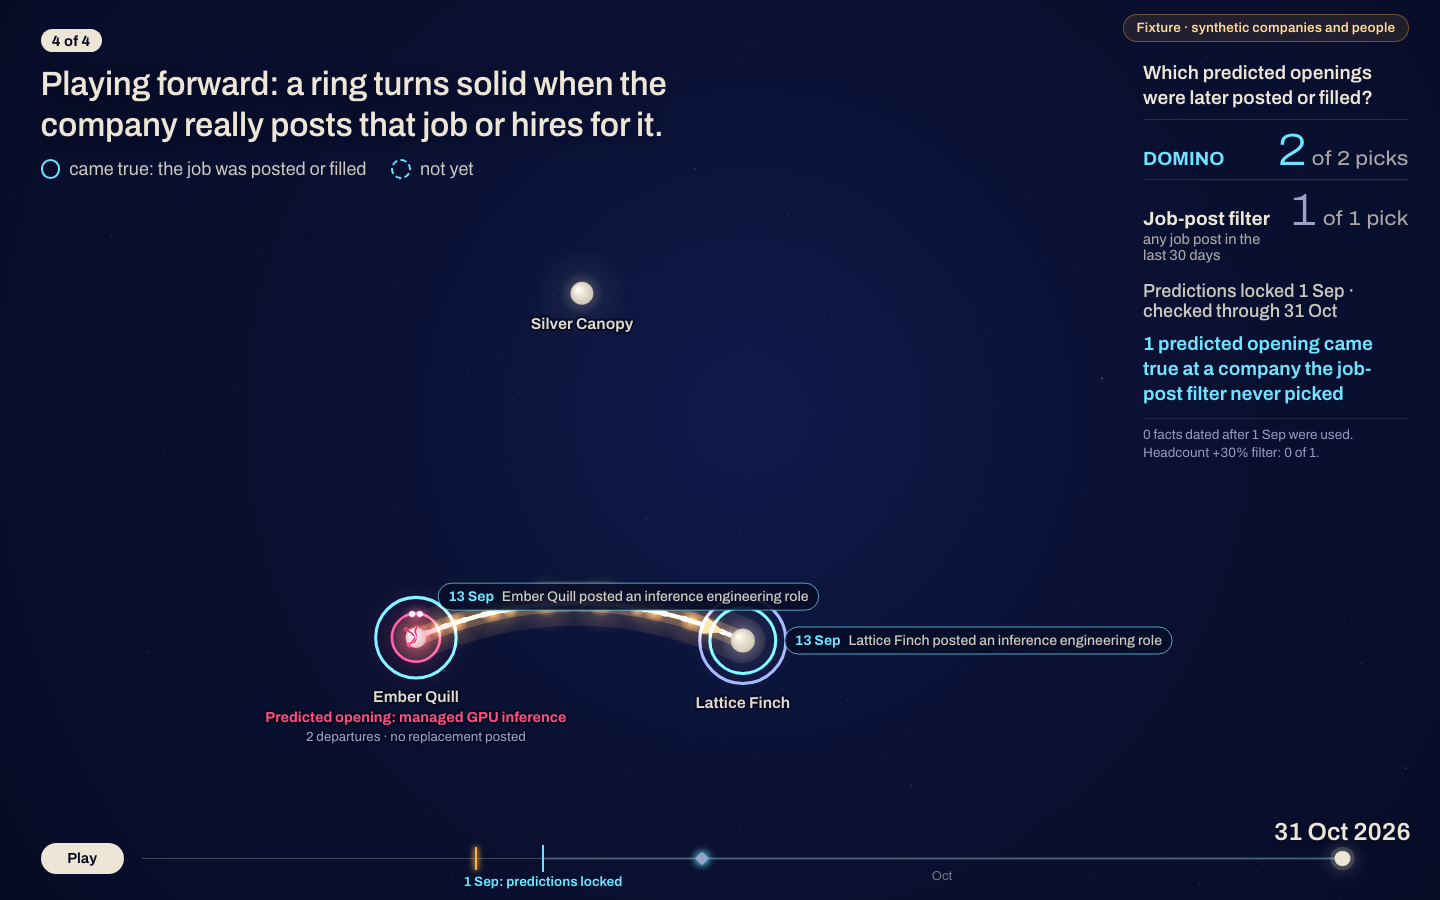 4 of 4
Playing forward: a ring turns solid when the
company really posts that job or hires for it.
came true: the job was posted or filled
not yet
Fixture · synthetic companies and people
Which predicted openings
were later posted or filled?
DOMINO 2 of 2 picks
Job-post filter 1 of 1 pick
any job post in the
last 30 days
Predictions locked 1 Sep ·
checked through 31 Oct
1 predicted opening came
true at a company the job-
post filter never picked
0 facts dated after 1 Sep were used.
Headcount +30% filter: 0 of 1.
Silver Canopy
13 Sep Ember Quill posted an inference engineering role
13 Sep Lattice Finch posted an inference engineering role
Ember Quill
Predicted opening: managed GPU inference
2 departures · no replacement posted
Lattice Finch
31 Oct 2026
Play
1 Sep: predictions locked
Oct